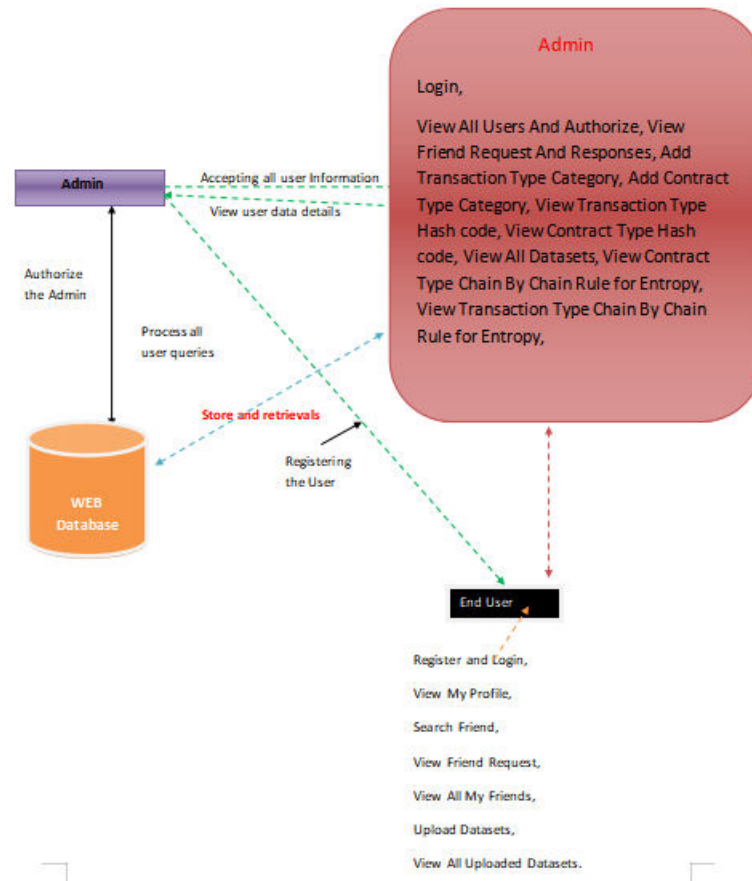 Admin
Login,
View All Users And Authorize, View
Friend Request And Responses, Add
Transaction Type Category, Add Contract
Type Category, View Transaction Type
Hash code, View Contract Type Hash
code, View All Datasets, View Contract
Type Chain By Chain Rule for Entropy,
View Transaction Type Chain By Chain
Rule for Entropy,
Admin
Accepting all user Information
View user data details
Authorize
the Admin
Process all
user queries
Store and retrievals
Registering
the User
WEB
Database
End User
Register and Login,
View My Profile,
Search Friend,
View Friend Request,
View All My Friends,
Upload Datasets,
View All Uploaded Datasets.